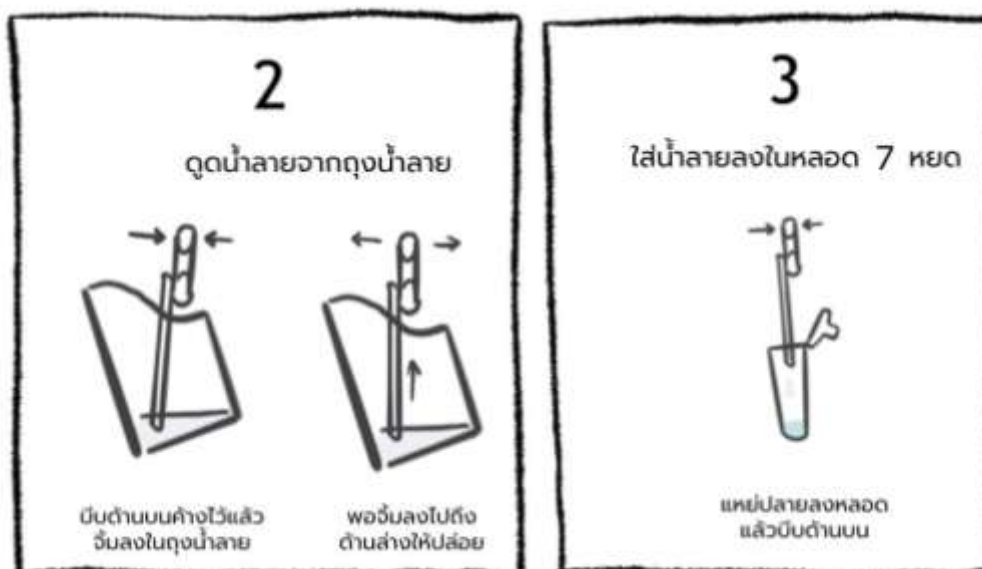 2
ดูดน้ำลายจากถุงน้ำลาย
บีบด้านบนค้างไว้แล้ว
จิ้มลงในถุงน้ำลาย
พอจิ้มลงไปถึง
ด้านล่างให้ปล่อย
3
ใส่น้ำลายลงในหลอด 7 หยด
แหย่ปลายลงหลอด
แล้วบีบด้านบน